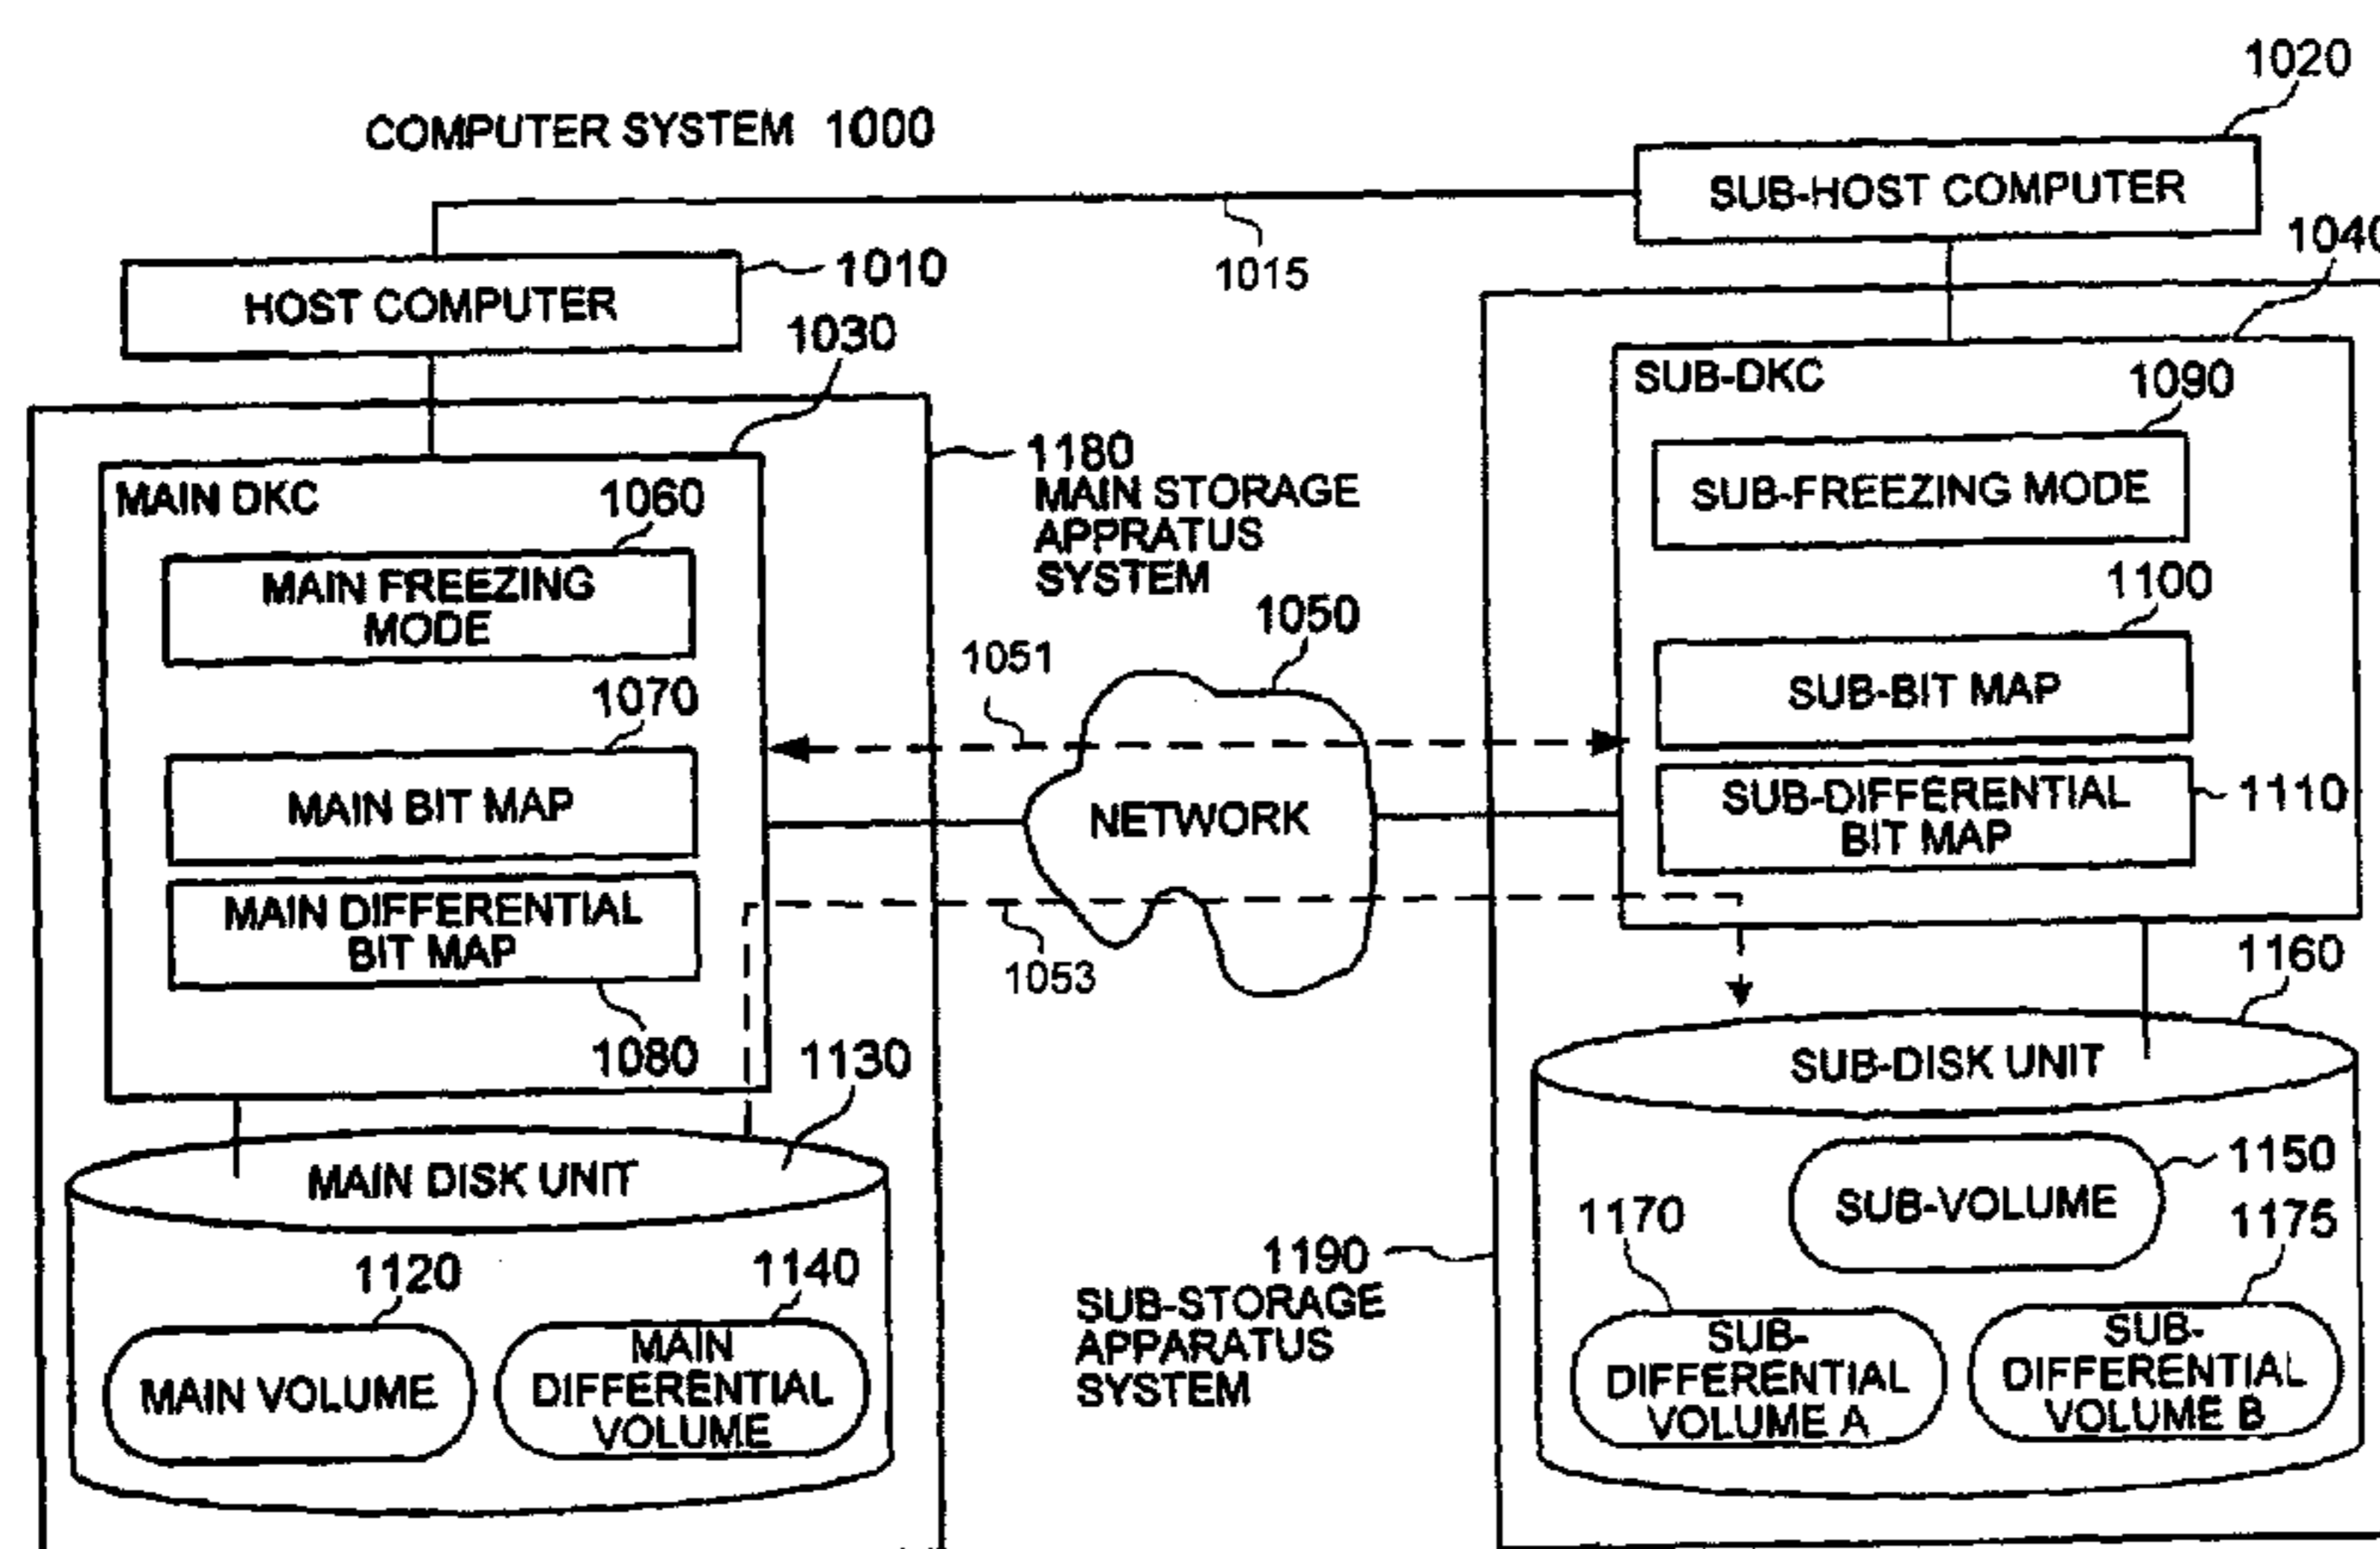 COMPUTER SYSTEM 1000
1020
SUB-HOST COMPUTER
1015
1010
HOST COMPUTER
1030
1040
MAIN DKC
1060
MAIN FREEZING
MODE
1070
MAIN BIT MAP
MAIN DIFFERENTIAL
BIT MAP
1080
1180
MAIN STORAGE
APPRATUS
SYSTEM
1050
1051
NETWORK
1053
SUB-DKC
1090
SUB-FREEZING MODE
1100
SUB-BIT MAP
SUB-DIFFERENTIAL
BIT MAP
1110
1130
MAIN DISK UNIT
1120
MAIN VOLUME
1140
MAIN
DIFFERENTIAL
VOLUME
1190
SUB-STORAGE
APPARATUS
SYSTEM
1160
SUB-DISK UNIT
1150
SUB-VOLUME
1170
SUB-
DIFFERENTIAL
VOLUME A
1175
SUB-
DIFFERENTIAL
VOLUME B